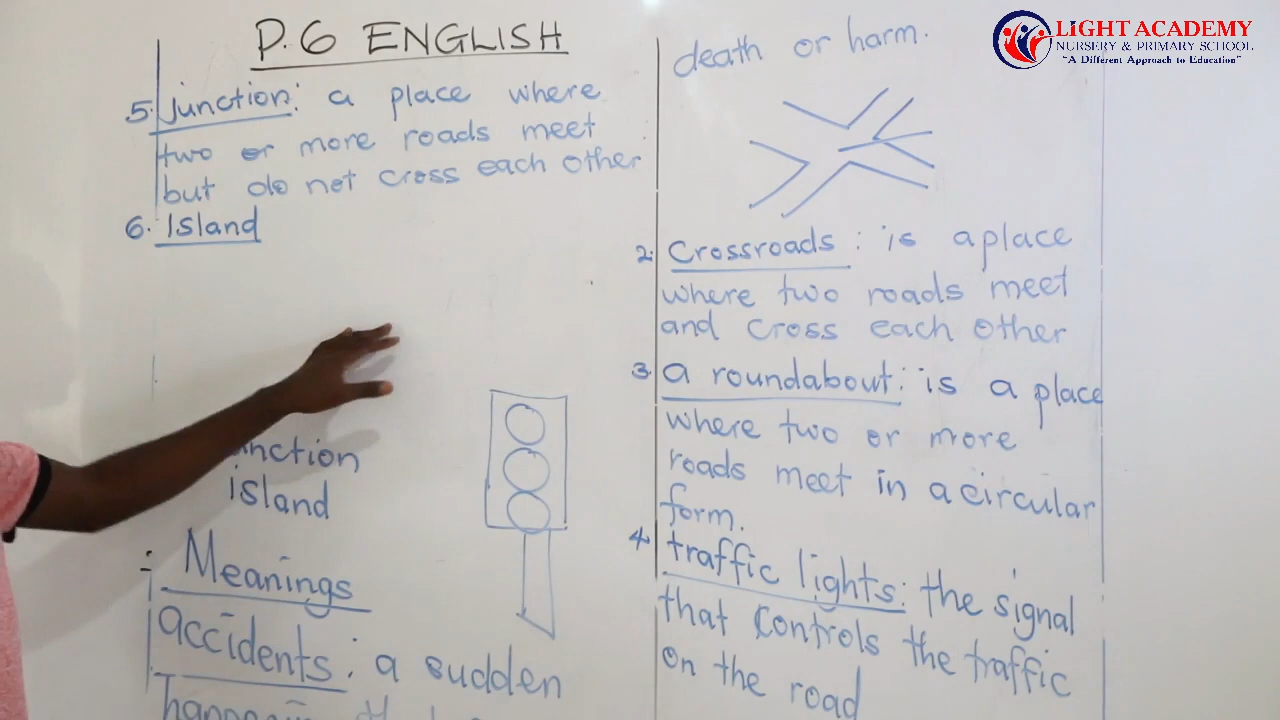 P.6 ENGLISH
5. junction: a place where
two or more roads meet
but do not cross each other
6. Island
island
Meanings
accidents: a sudden
death or harm.
2. Crossroads: is a place
where two roads meet
and cross each other
3. a roundabout: is a place
where two or more
roads meet in a circular
form.
4. traffic lights: the signal
that controls the traffic
on the road
LIGHT ACADEMY
NURSERY & PRIMARY SCHOOL
"A Different Approach to Education"